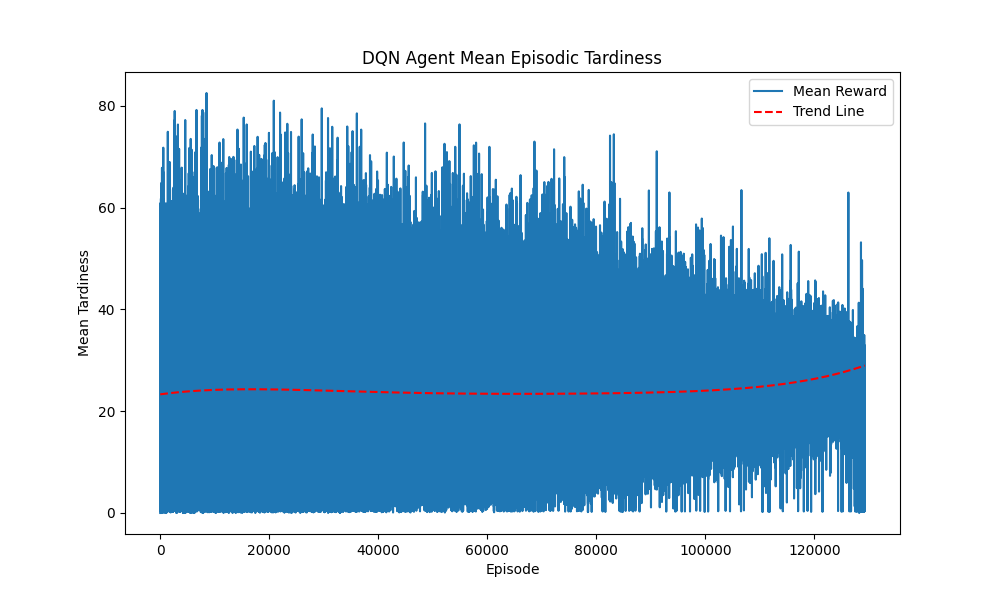 DQN Agent Mean Episodic Tardiness
Mean Reward
Trend Line
Mean Tardiness
80
60
40
20
0
0
20000
40000
60000
80000
100000
120000
Episode